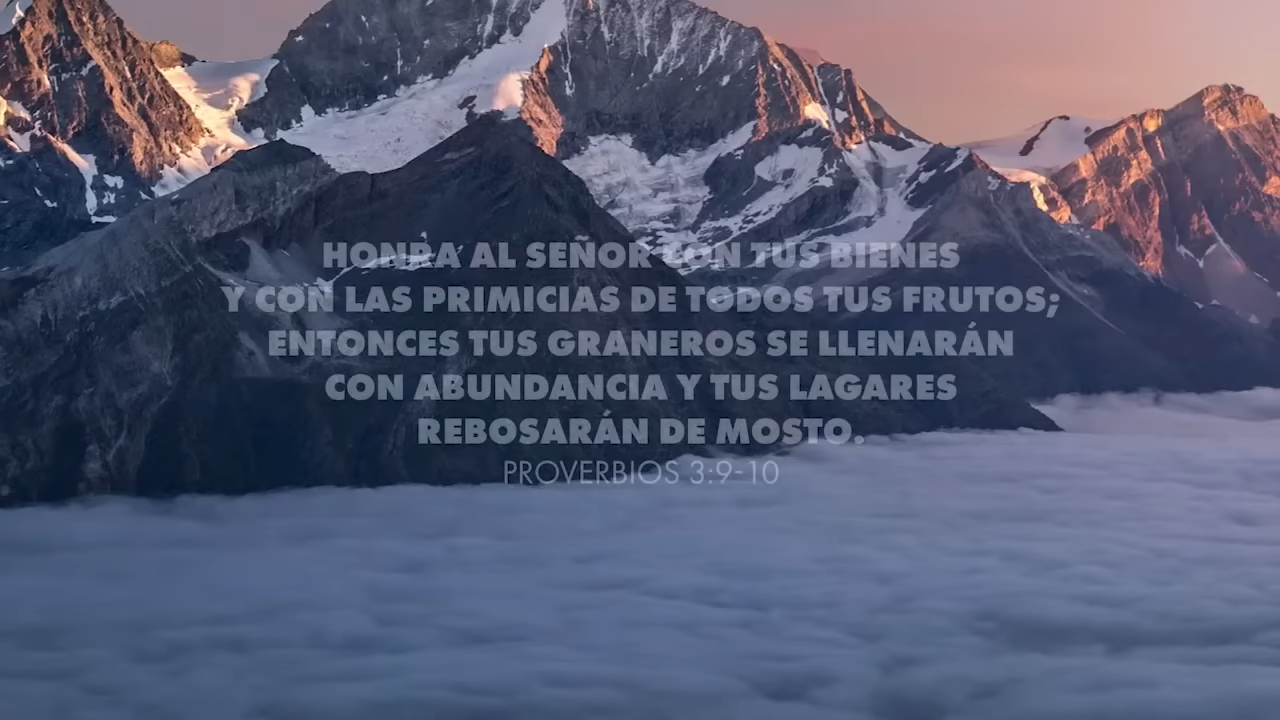 HONRA AL SEÑOR CON TUS BIENES
Y CON LAS PRIMICIAS DE TODOS TUS FRUTOS;
ENTONCES TUS GRANEROS SE LLENARÁN
CON ABUNDANCIA Y TUS LAGARES
REBOSARÁN DE MOSTO.
PROVERBIOS 3:9-10